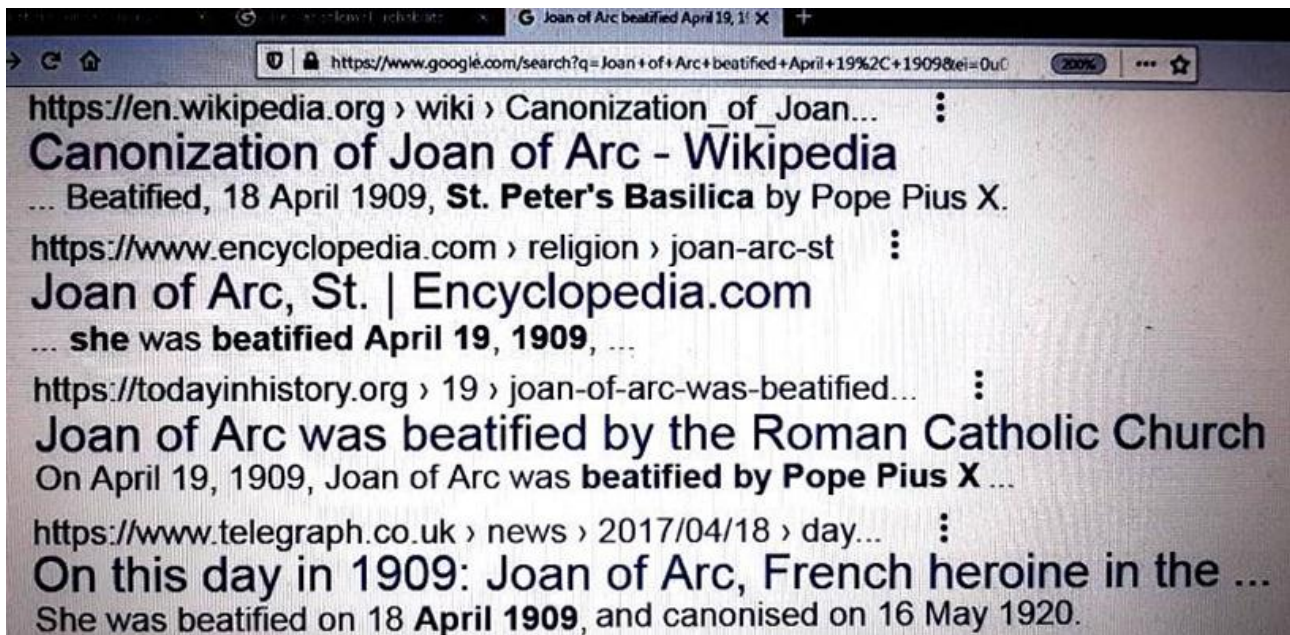 Joan of Arc beatified April 19, 1
https://www.google.com/search?q=Joan+of+Arc+beatified+April+19%2C+1909&ei=0uC 200%
https://en.wikipedia.org › wiki › Canonization_of_Joan...
Canonization of Joan of Arc - Wikipedia
... Beatified, 18 April 1909, St. Peter's Basilica by Pope Pius X.
https://www.encyclopedia.com › religion › joan-arc-st
Joan of Arc, St. | Encyclopedia.com
... she was beatified April 19, 1909, ...
https://todayinhistory.org › 19 › joan-of-arc-was-beatified...
Joan of Arc was beatified by the Roman Catholic Church
On April 19, 1909, Joan of Arc was beatified by Pope Pius X ...
https://www.telegraph.co.uk › news › 2017/04/18 › day...
On this day in 1909: Joan of Arc, French heroine in the ...
She was beatified on 18 April 1909, and canonised on 16 May 1920.